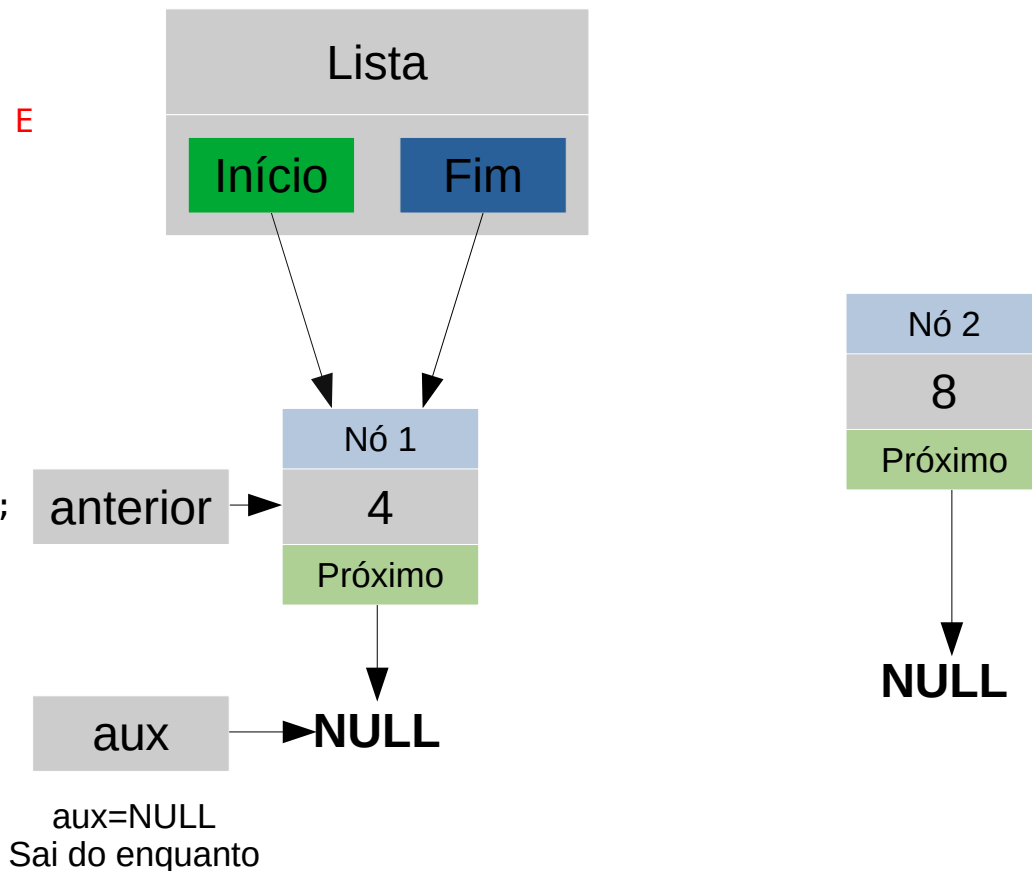 Lista
E
Início
Fim
Nó 2
8
Próximo
Nó 1
4
Próximo
;
anterior
NULL
aux
NULL
aux=NULL
Sai do enquanto